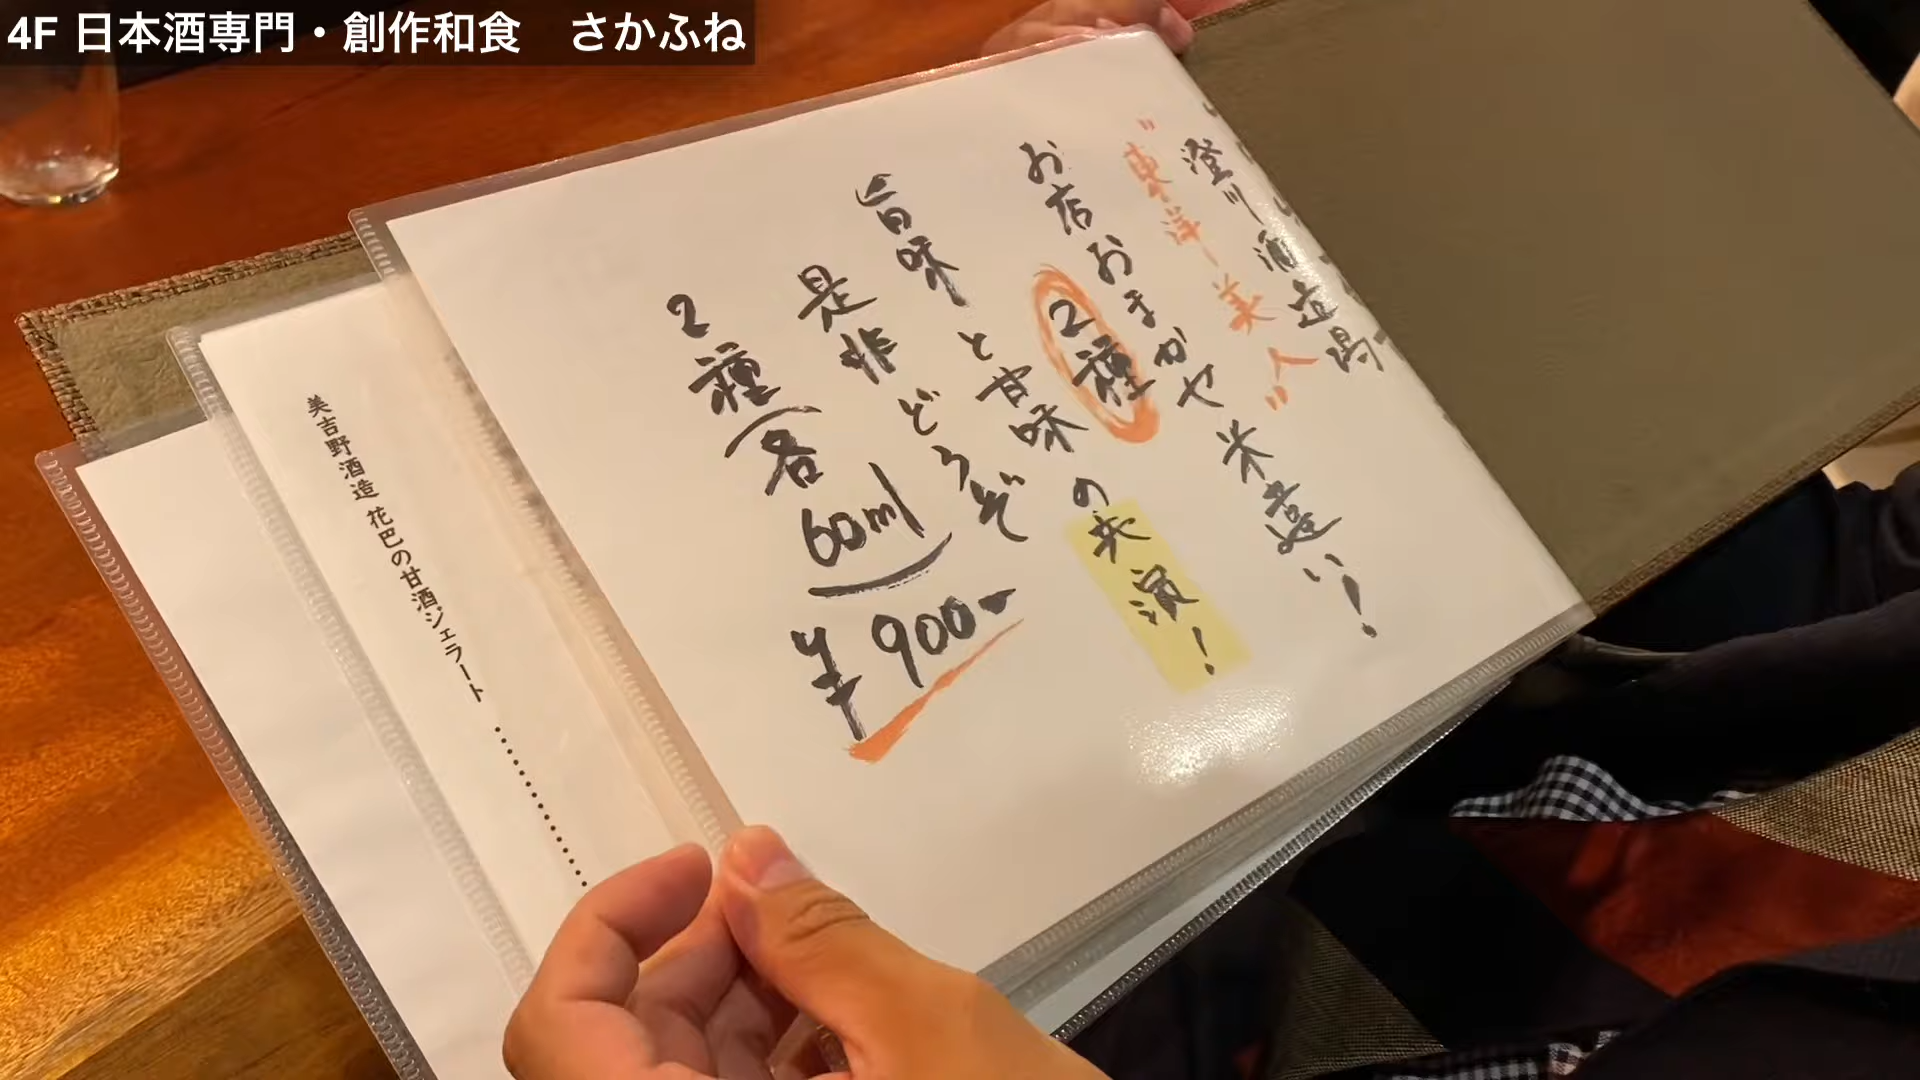 4F 日本酒専門・創作和食　さかふね
澄川酒造場
"東洋美人"
お店おまかせ米違い!
2種
旨味と甘味の共演!
是非どうぞ
2種(各60ml)
¥900-
美吉野酒造 花巴の甘酒ジェラート ……………